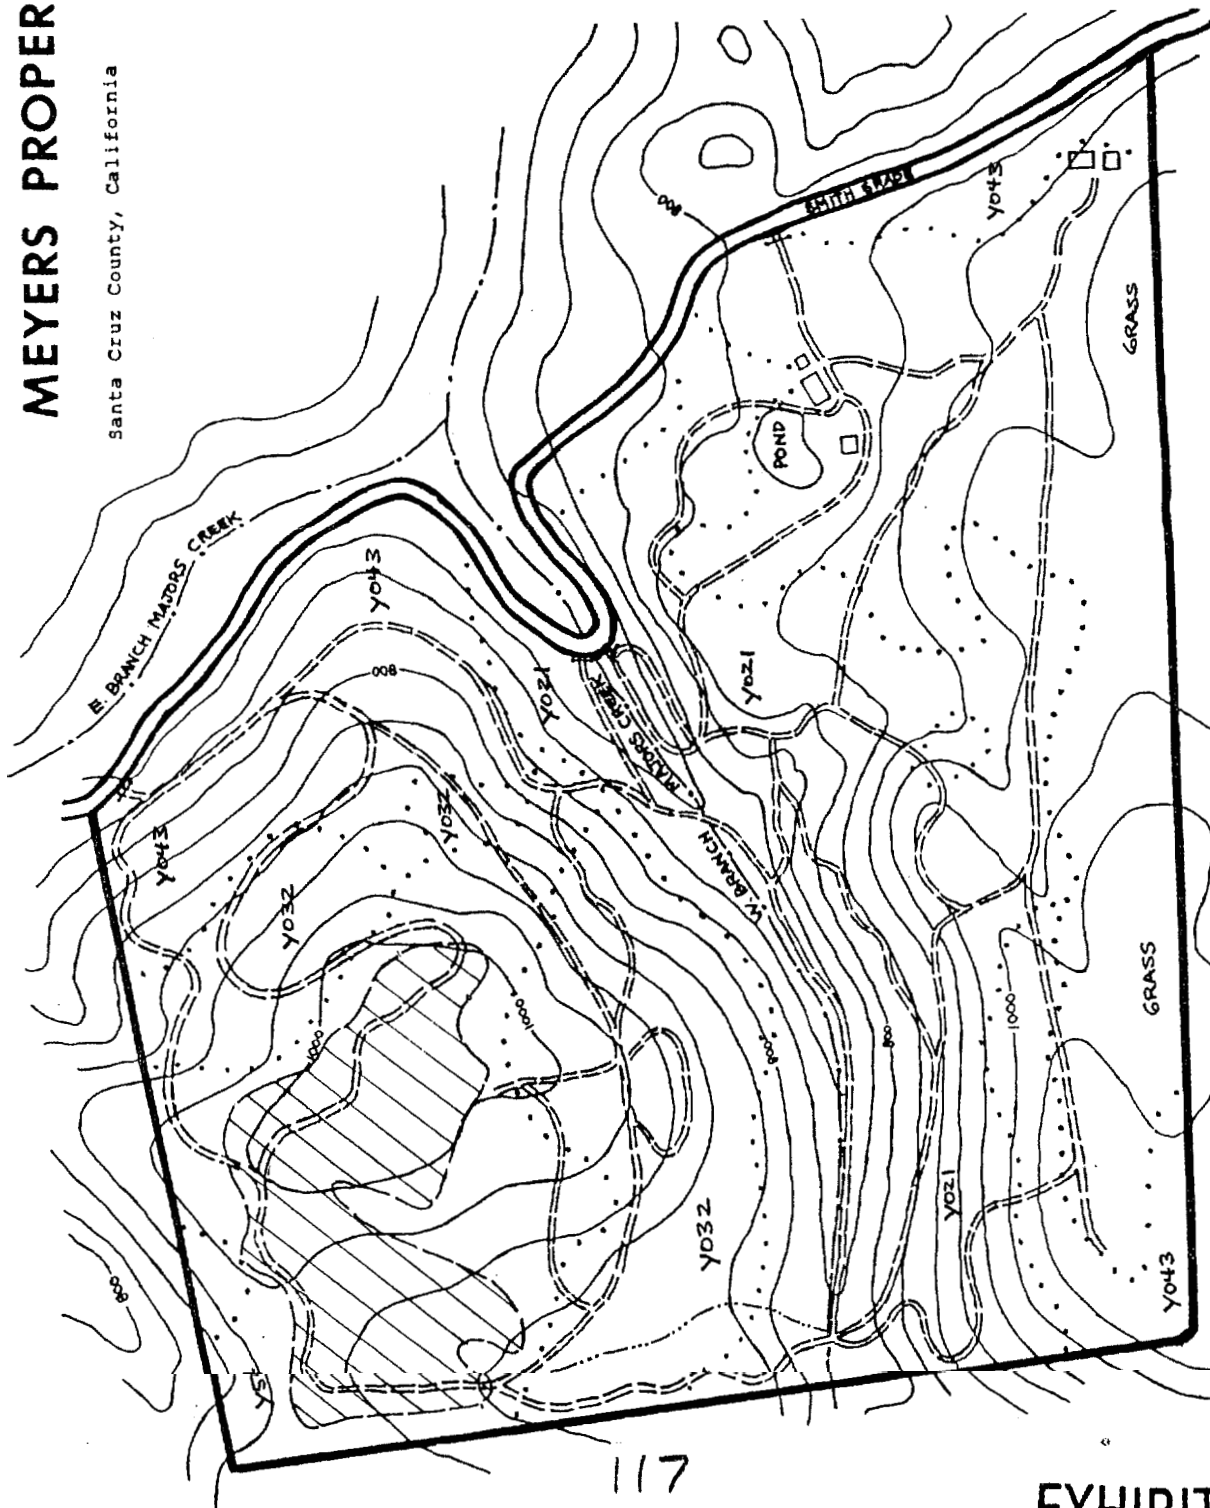 MEYERS PROPER
Santa Cruz County, California
E. BRANCH MAJORS CREEK
SMITH GRADE
800
Y043
Y043
GRASS
POND
Y043
800
Y021
MAJORS CREEK
Y021
Y032
Y043
Y032
W. BRANCH
1000
1000
800
800
1000
GRASS
Y032
Y021
Y043
800
117
EXHIBIT